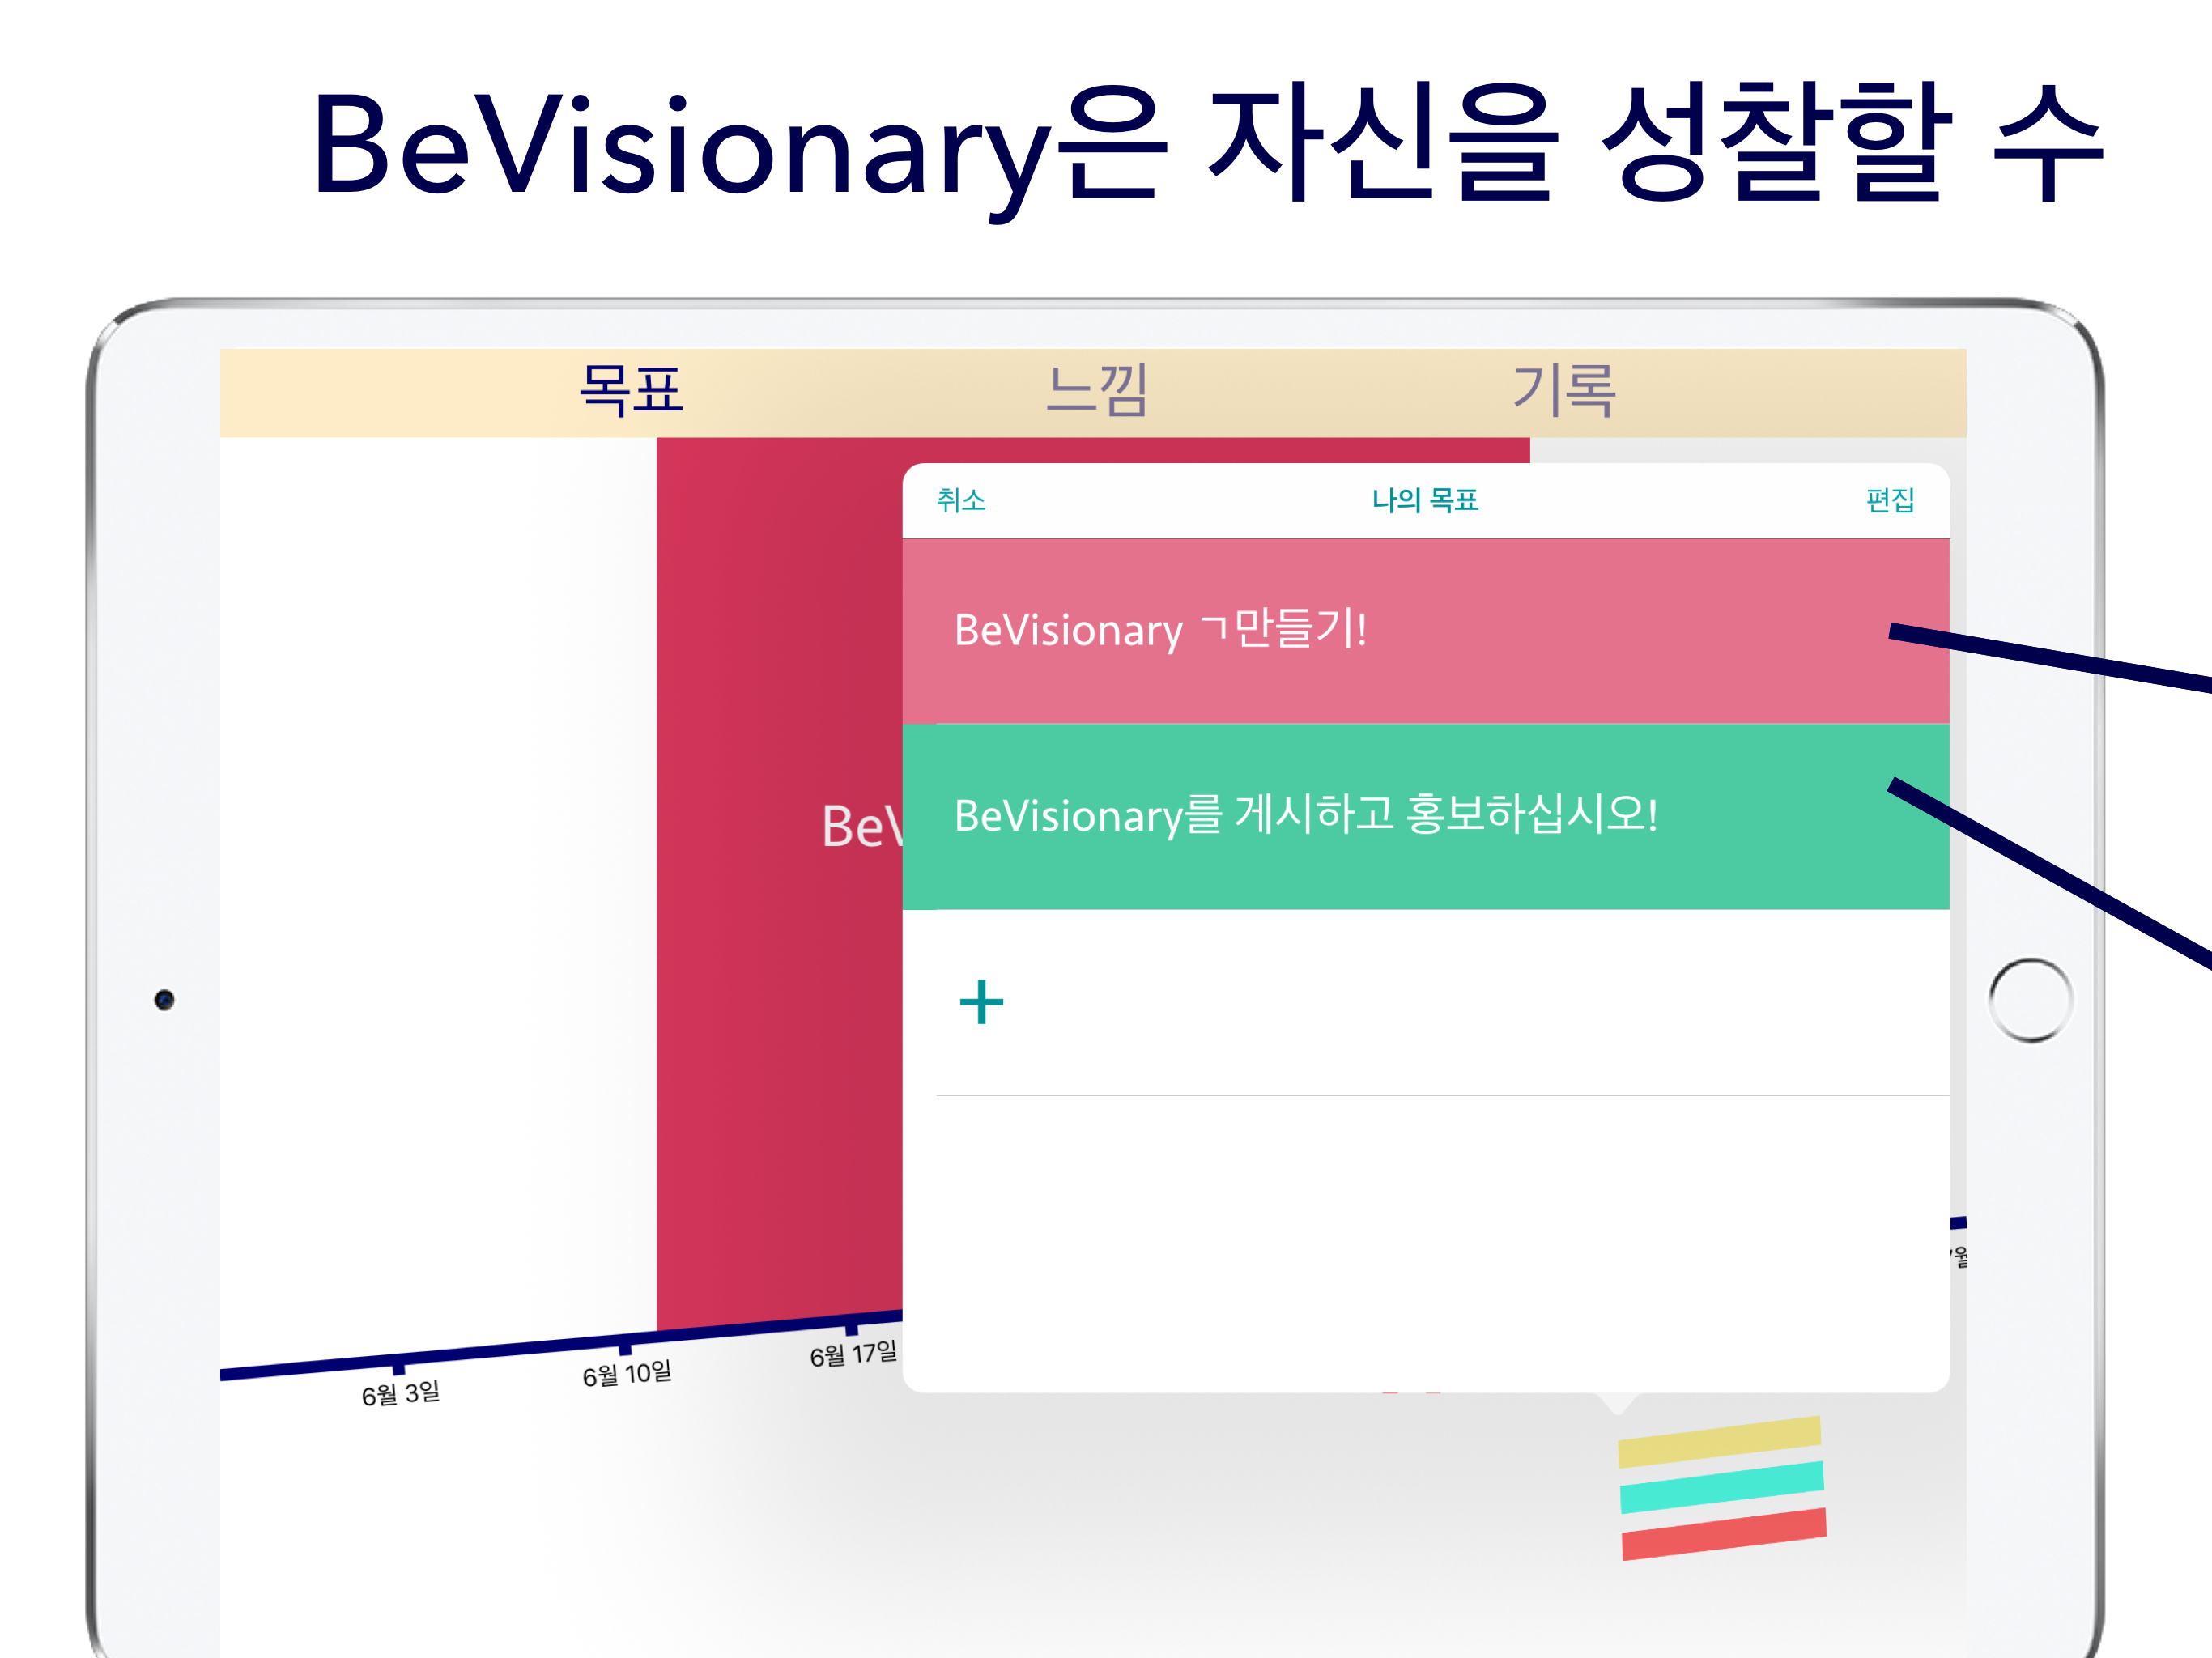 BeVisionary은 자신을 성찰할 수
목표 느낌 기록
취소 나의 목표 편집
BeVisionary ㄱ만들기!
BeVisionary를 게시하고 홍보하십시오!
6월 3일 6월 10일 6월 17일